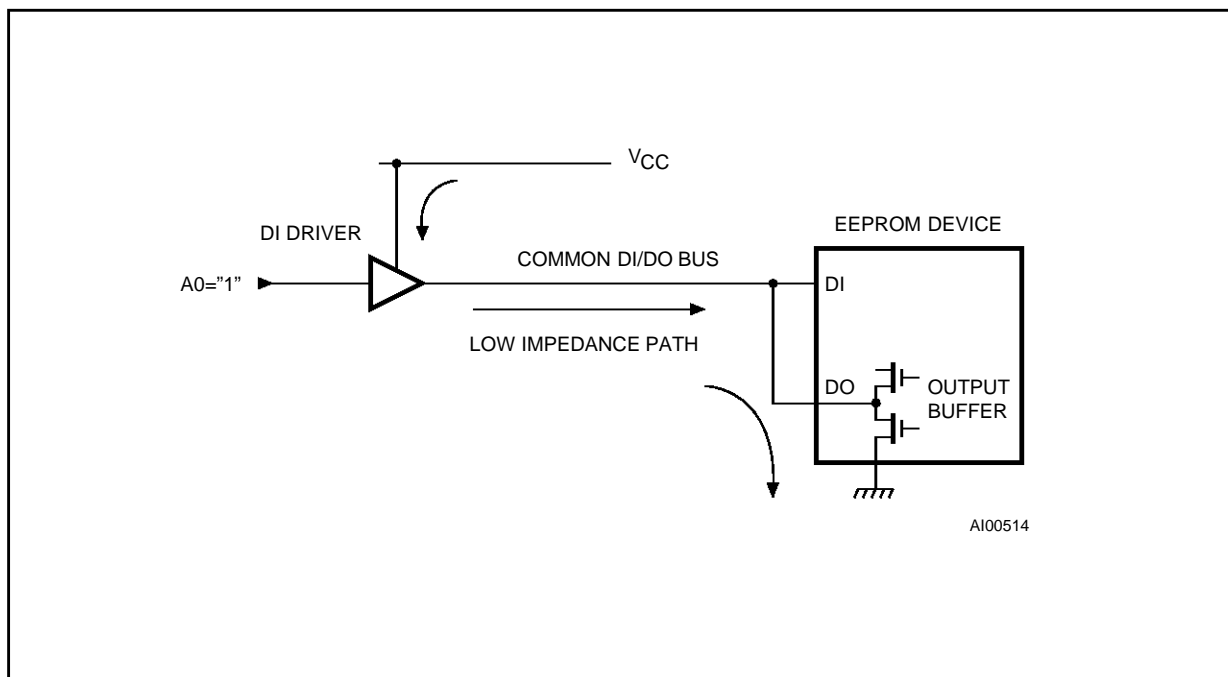 VCC
DI DRIVER
EEPROM DEVICE
COMMON DI/DO BUS
A0=”1”
DI
LOW IMPEDANCE PATH
DO
OUTPUT
BUFFER
AI00514